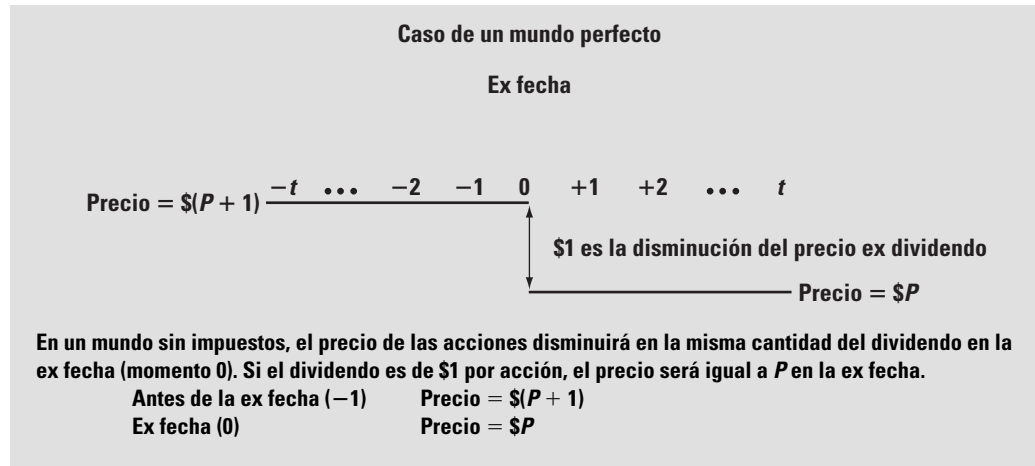 Caso de un mundo perfecto
Ex fecha
−t ••• −2 −1 0 +1 +2 ••• t
Precio = $(P + 1)
$1 es la disminución del precio ex dividendo
Precio = $P
En un mundo sin impuestos, el precio de las acciones disminuirá en la misma cantidad del dividendo en la
ex fecha (momento 0). Si el dividendo es de $1 por acción, el precio será igual a P en la ex fecha.
Antes de la ex fecha (−1) Precio = $(P + 1)
Ex fecha (0) Precio = $P